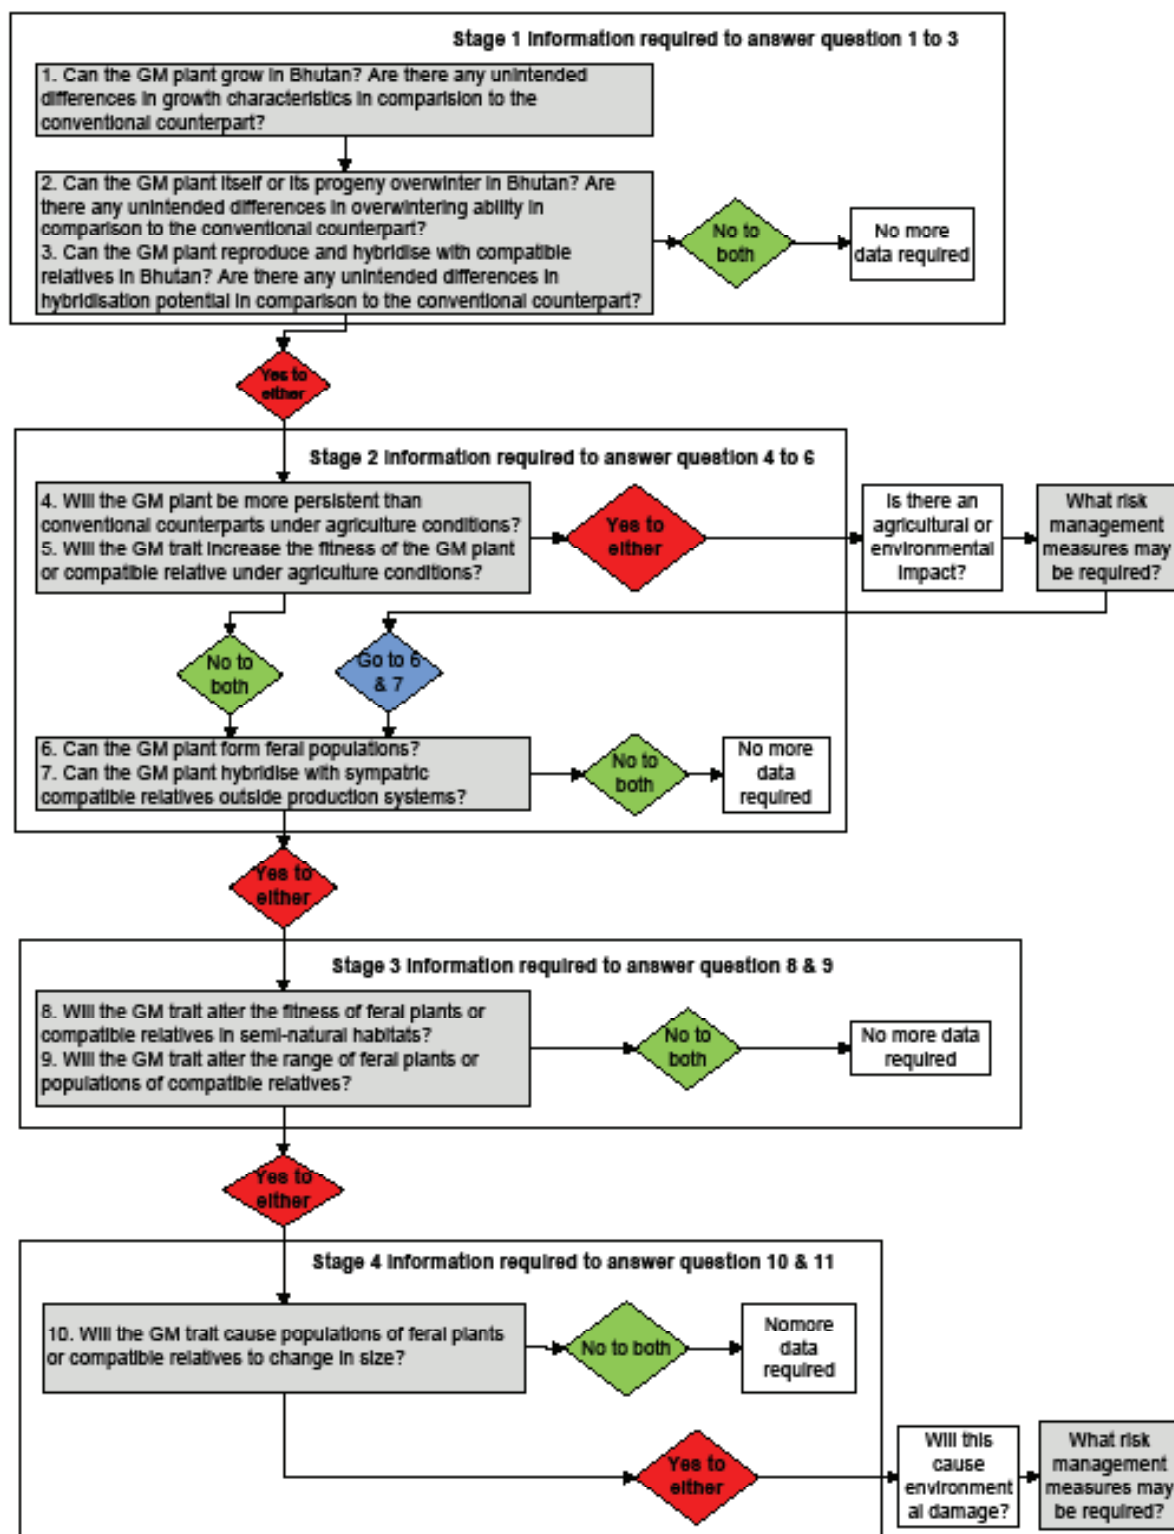 Stage 1 Information required to answer question 1 to 3
1. Can the GM plant grow in Bhutan? Are there any unintended
differences in growth characteristics in comparision to the
conventional counterpart?
2. Can the GM plant itself or its progeny overwinter in Bhutan? Are
there any unintended differences in overwintering ability in
comparison to the conventional counterpart?
3. Can the GM plant reproduce and hybridise with compatible
relatives in Bhutan? Are there any unintended differences in
hybridisation potential in comparison to the conventional counterpart?
No to
both
No more
data required
Yes to
either
Stage 2 Information required to answer question 4 to 6
4. Will the GM plant be more persistent than
conventional counterparts under agriculture conditions?
5. Will the GM trait increase the fitness of the GM plant
or compatible relative under agriculture conditions?
Yes to
either
Is there an
agricultural or
environmental
impact?
What risk
management
measures may
be required?
No to
both
Go to 6
& 7
6. Can the GM plant form feral populations?
7. Can the GM plant hybridise with sympatric
compatible relatives outside production systems?
No to
both
No more
data
required
Yes to
either
Stage 3 Information required to answer question 8 & 9
8. Will the GM trait alter the fitness of feral plants or
compatible relatives in semi-natural habitats?
9. Will the GM trait alter the range of feral plants or
populations of compatible relatives?
No to
both
No more data
required
Yes to
either
Stage 4 Information required to answer question 10 & 11
10. Will the GM trait cause populations of feral plants
or compatible relatives to change in size?
No to both
Nomore
data
required
Yes to
either
Will this
cause
environment
al damage?
What risk
management
measures may
be required?